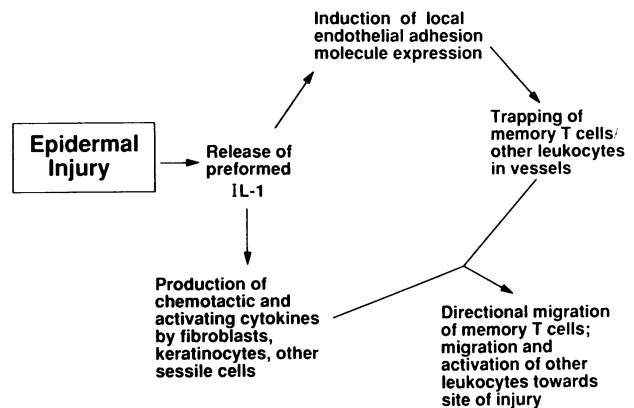 Induction of local
endothelial adhesion
molecule expression
Epidermal
Injury
Release of
preformed
IL-1
Trapping of
memory T cells/
other leukocytes
in vessels
Production of
chemotactic and
activating cytokines
by fibroblasts,
keratinocytes, other
sessile cells
Directional migration
of memory T cells;
migration and
activation of other
leukocytes towards
site of injury